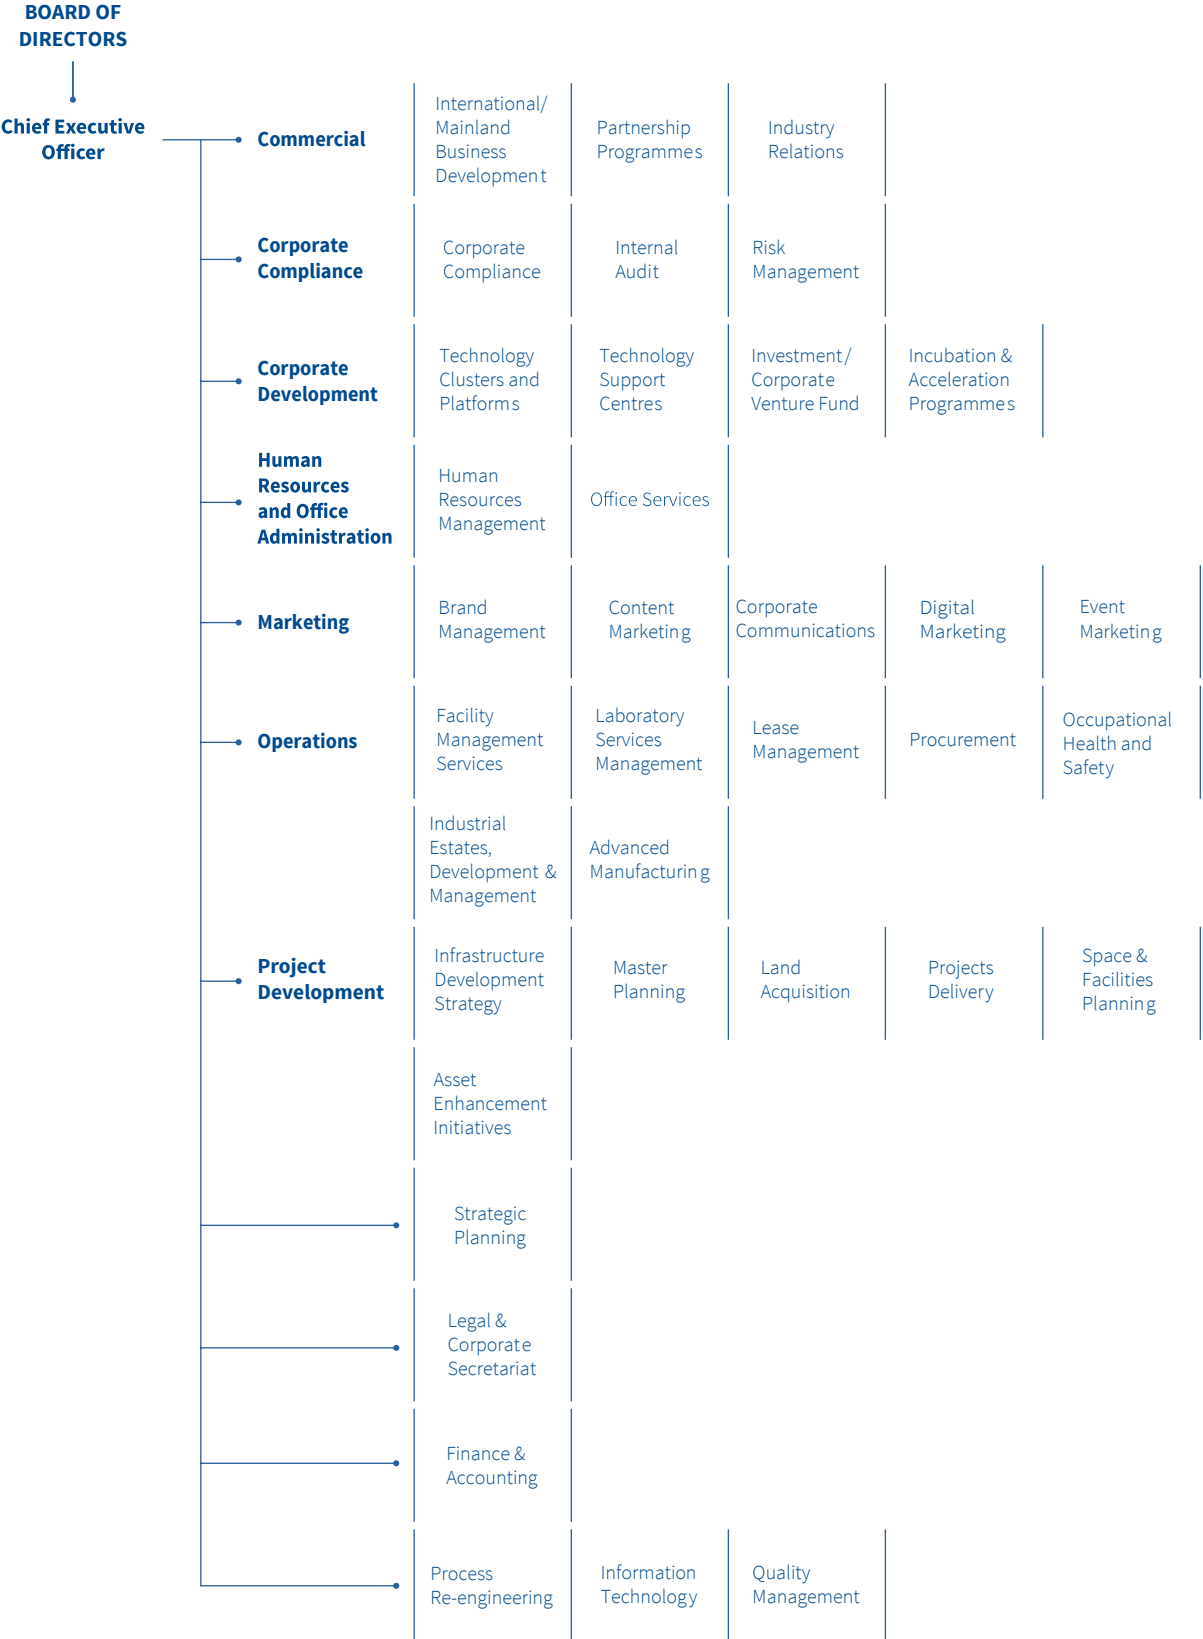 BOARD OF
DIRECTORS
Chief Executive
Officer
Commercial
International/
Mainland
Business
Development
Partnership
Programmes
Industry
Relations
Corporate
Compliance
Corporate
Compliance
Internal
Audit
Risk
Management
Corporate
Development
Technology
Clusters and
Platforms
Technology
Support
Centres
Investment/
Corporate
Venture Fund
Incubation &
Acceleration
Programmes
Human
Resources
and Office
Administration
Human
Resources
Management
Office Services
Marketing
Brand
Management
Content
Marketing
Corporate
Communications
Digital
Marketing
Event
Marketing
Operations
Facility
Management
Services
Laboratory
Services
Management
Lease
Management
Procurement
Occupational
Health and
Safety
Industrial
Estates,
Development &
Management
Advanced
Manufacturing
Project
Development
Infrastructure
Development
Strategy
Master
Planning
Land
Acquisition
Projects
Delivery
Space &
Facilities
Planning
Asset
Enhancement
Initiatives
Strategic
Planning
Legal &
Corporate
Secretariat
Finance &
Accounting
Process
Re-engineering
Information
Technology
Quality
Management